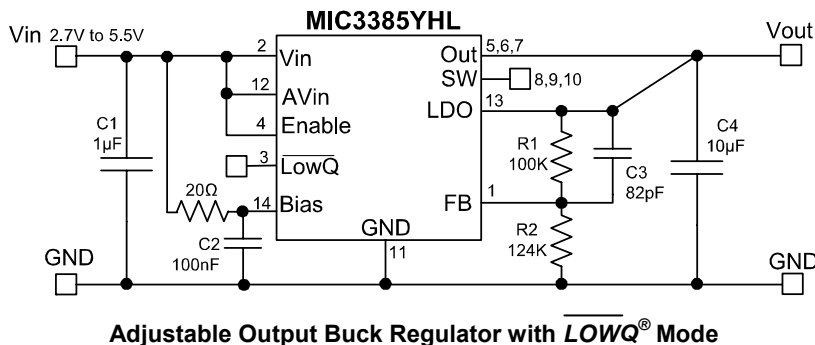 MIC3385YHL
Vin 2.7V to 5.5V
Vout
2 Vin
Out 5,6,7
SW 8,9,10
12 AVin
LDO 13
4 Enable
C1
1µF
R1
100K
C3
82pF
C4
10µF
3 LowQ
20Ω
14 Bias
FB 1
C2
100nF
GND
11
R2
124K
GND
GND
Adjustable Output Buck Regulator with LOWQ® Mode